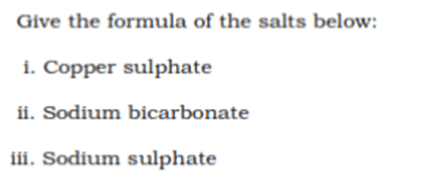 Give the formula of the salts below:
i. Copper sulphate
ii. Sodium bicarbonate
iii. Sodium sulphate